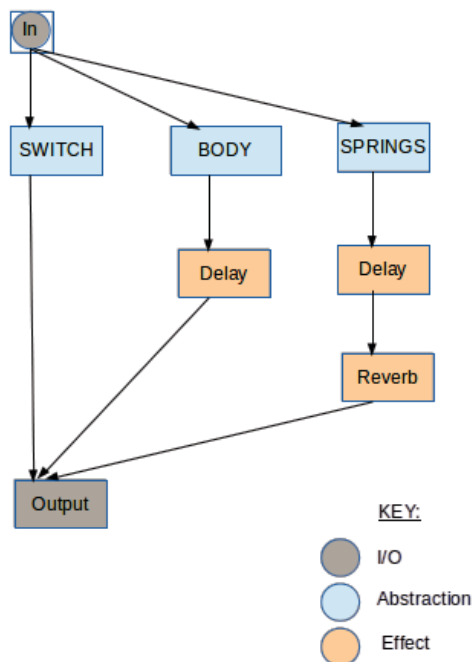 In
SWITCH
BODY
SPRINGS
Delay
Delay
Reverb
Output
KEY:
I/O
Abstraction
Effect